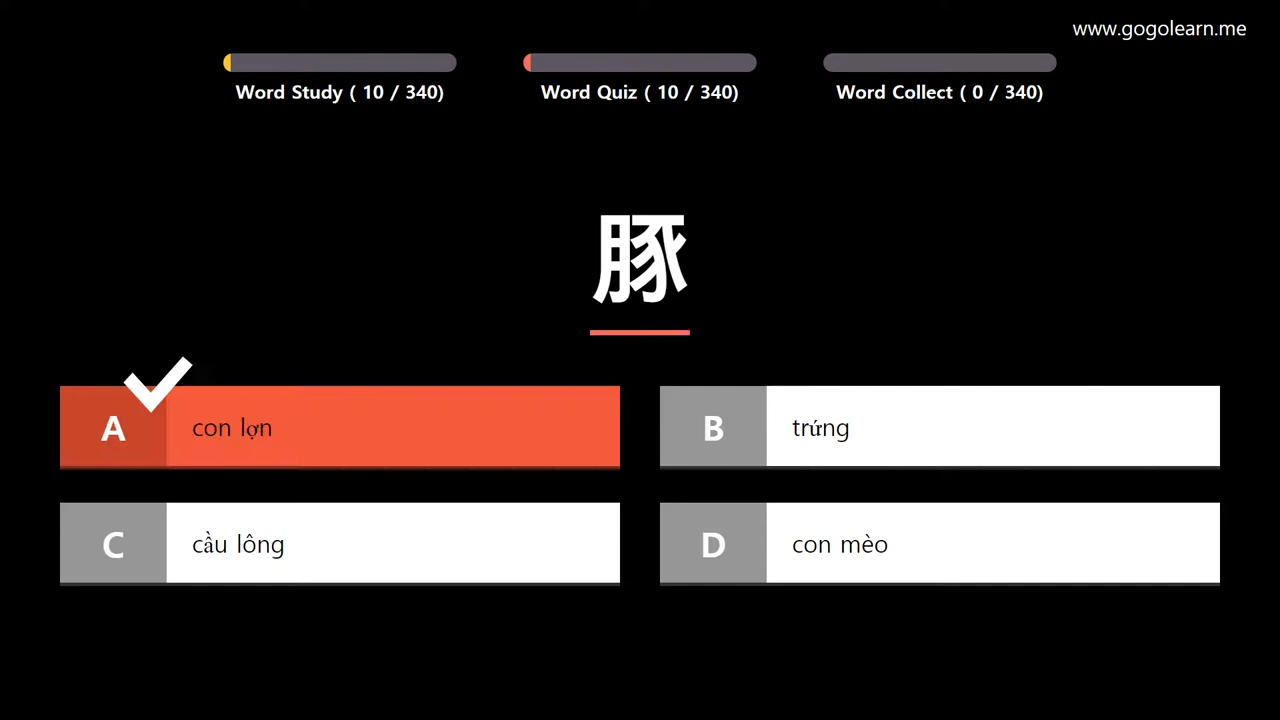 www.gogolearn.me
Word Study ( 10 / 340)
Word Quiz ( 10 / 340)
Word Collect ( 0 / 340)
豚
A
con lợn
B
trứng
C
cầu lông
D
con mèo